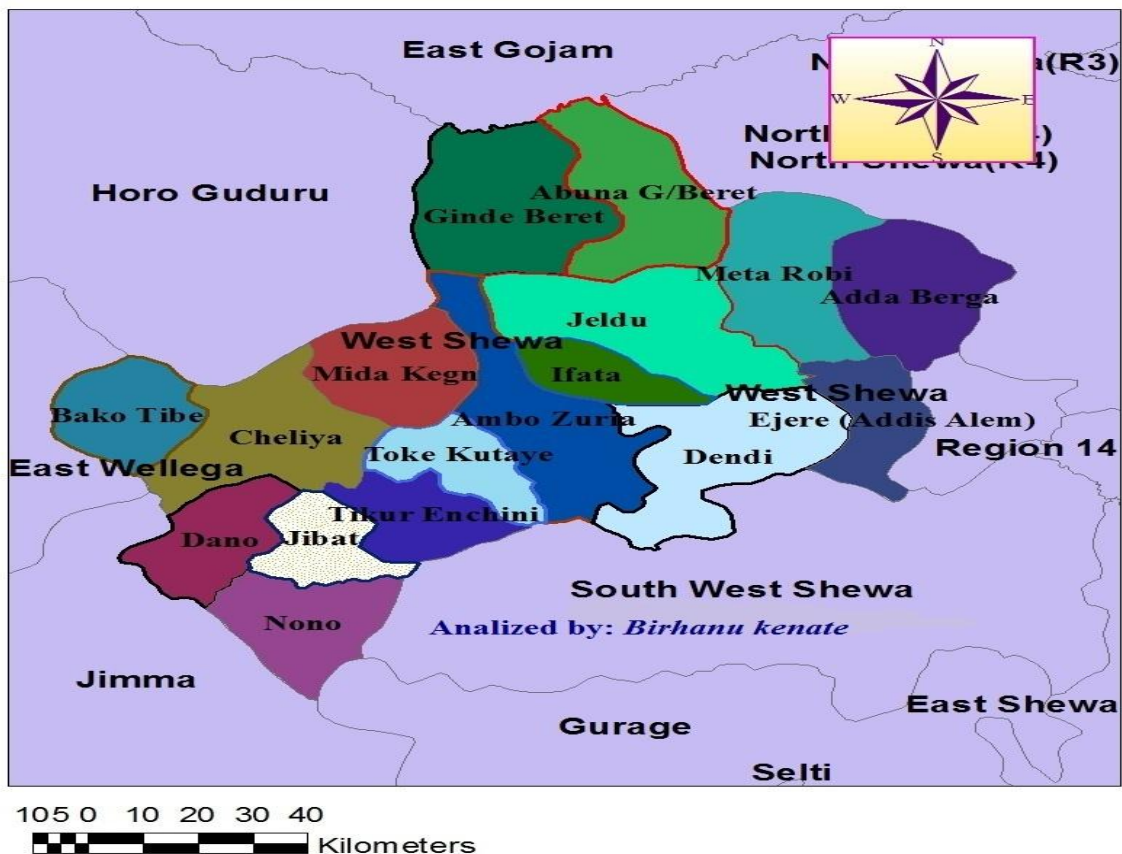 East Gojam
N
a(R3)
W
E
North
4)
S
North Shewa(R4)
Horo Guduru
Abuna G/Beret
Ginde Beret
Meta Robi
Adda Berga
Jeldu
West Shewa
Mida Kegn
Ifata
West Shewa
Bako Tibe
Ambo Zuria
Ejere (Addis Alem)
Cheliya
Toke Kutaye
Dendi
Region 14
East Wellega
Tikur Enchini
Dano
Jibat
South West Shewa
Nono
Analized by: Birhanu kenate
Jimma
East Shewa
Gurage
Selti
105 0 10 20 30 40
Kilometers